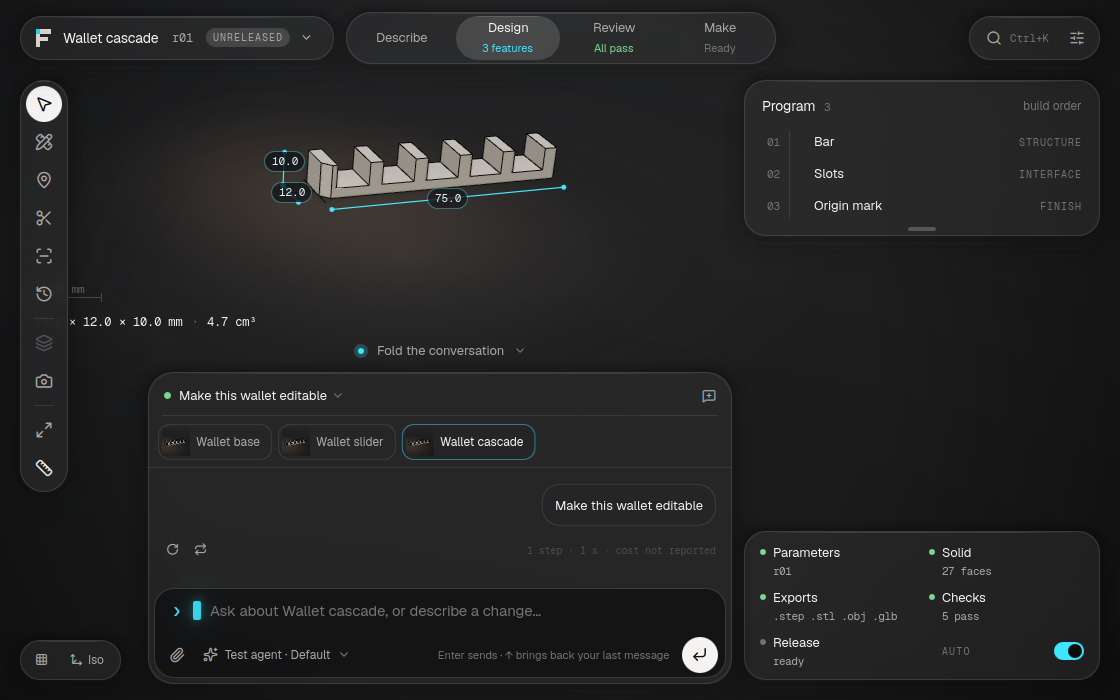 Wallet cascade r01 UNRELEASED
Describe
Design
3 features
Review
All pass
Make
Ready
Ctrl+K
Program 3
build order
01 Bar STRUCTURE
02 Slots INTERFACE
03 Origin mark FINISH
10.0
12.0
75.0
mm
× 12.0 × 10.0 mm · 4.7 cm³
Fold the conversation
Make this wallet editable
Wallet base
Wallet slider
Wallet cascade
Make this wallet editable
1 step · 1 s · cost not reported
Ask about Wallet cascade, or describe a change…
Test agent · Default
Enter sends · ↑ brings back your last message
Iso
Parameters
r01
Solid
27 faces
Exports
.step .stl .obj .glb
Checks
5 pass
Release
ready
AUTO